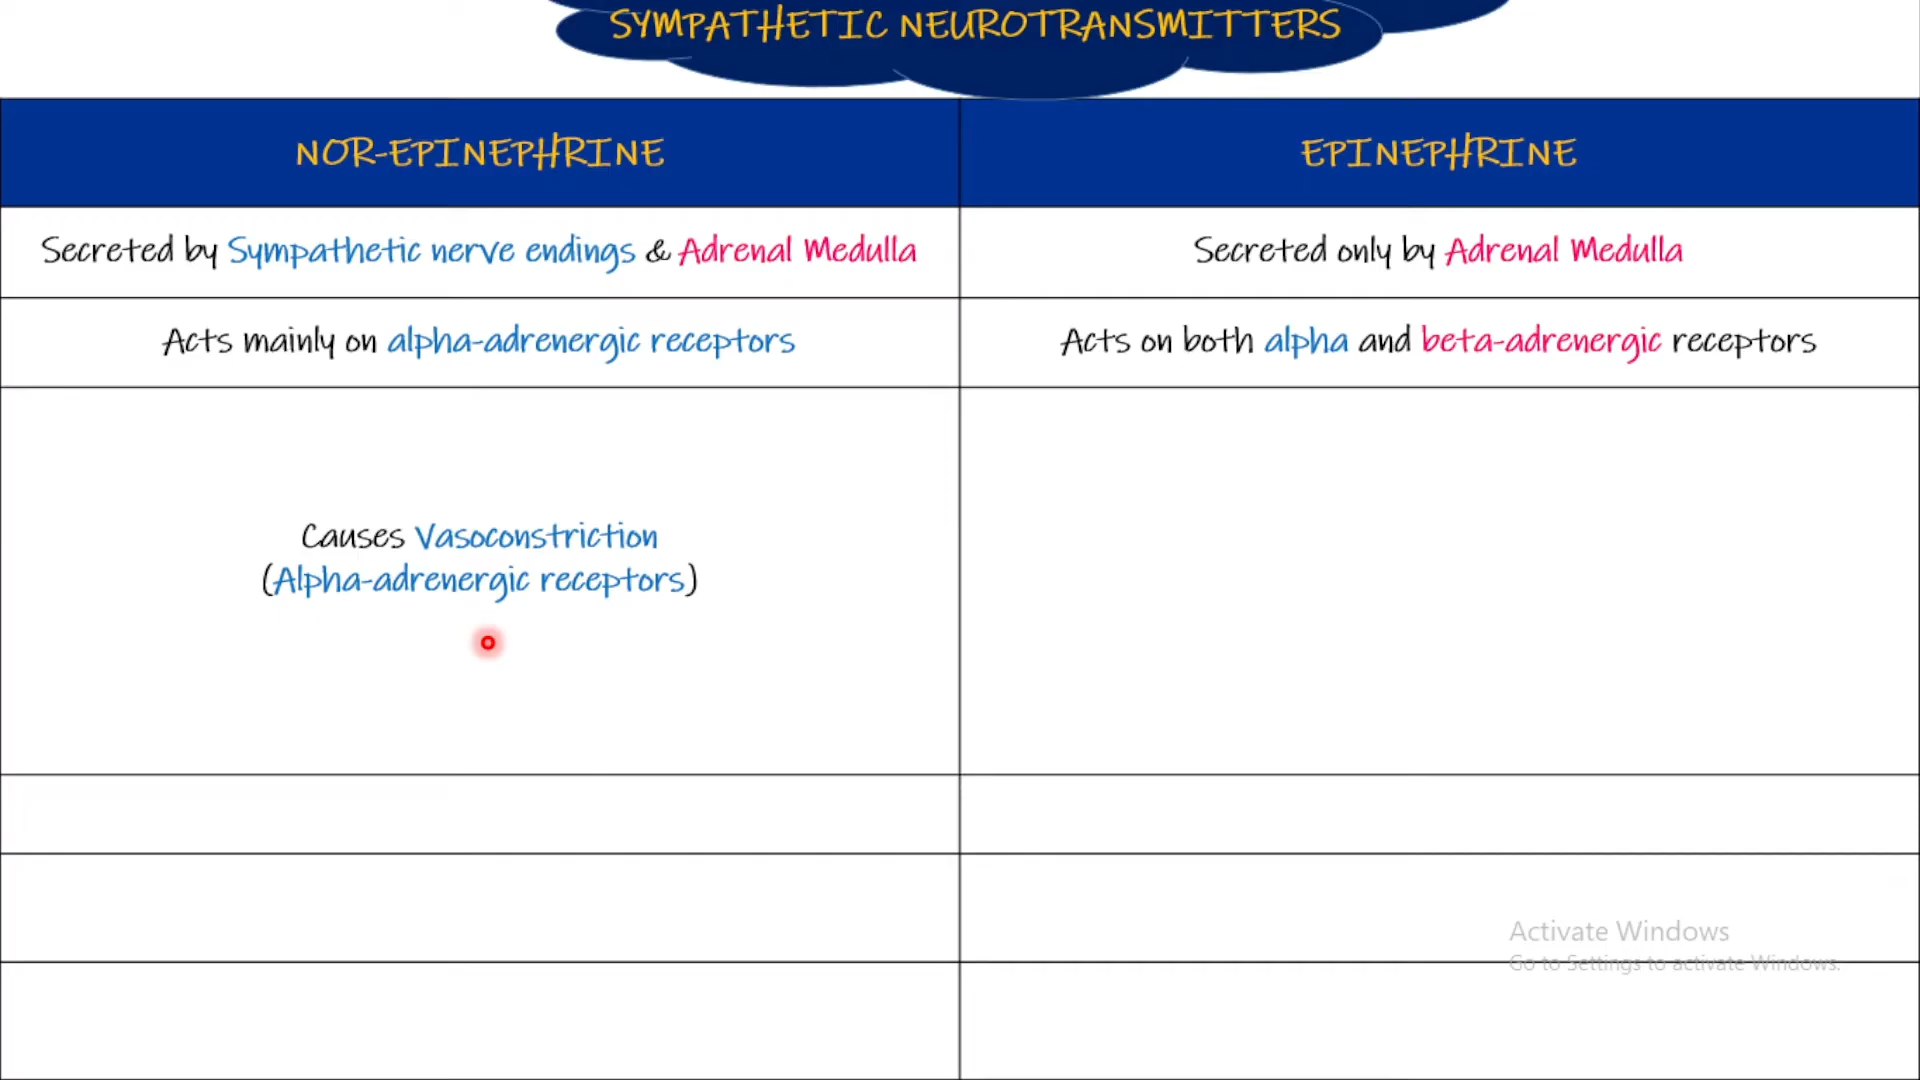 SYMPATHETIC NEUROTRANSMITTERS
NOR-EPINEPHRINE
EPINEPHRINE
Secreted by Sympathetic nerve endings & Adrenal Medulla
Secreted only by Adrenal Medulla
Acts mainly on alpha-adrenergic receptors
Acts on both alpha and beta-adrenergic receptors
Causes Vasoconstriction
(Alpha-adrenergic receptors)
Activate Windows
Go to Settings to activate Windows.